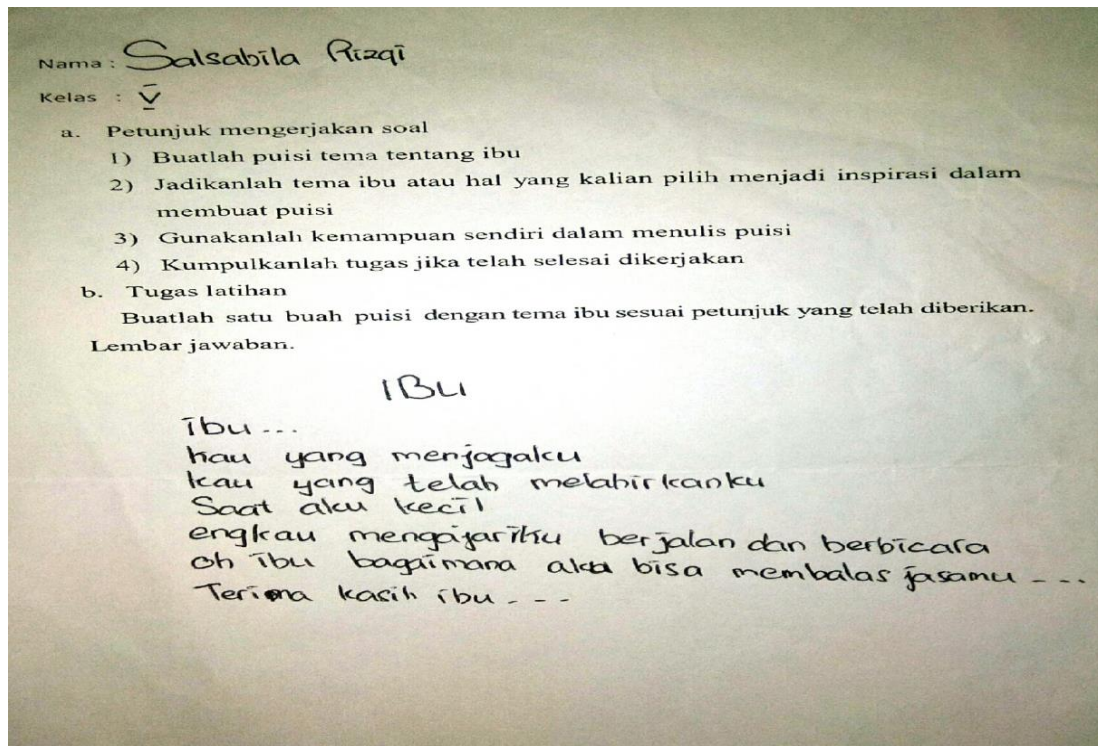 Nama : Salsabila Rizqi
Kelas : V
a. Petunjuk mengerjakan soal
1) Buatlah puisi tema tentang ibu
2) Jadikanlah tema ibu atau hal yang kalian pilih menjadi inspirasi dalam
membuat puisi
3) Gunakanlah kemampuan sendiri dalam menulis puisi
4) Kumpulkanlah tugas jika telah selesai dikerjakan
b. Tugas latihan
Buatlah satu buah puisi dengan tema ibu sesuai petunjuk yang telah diberikan.
Lembar jawaban.
IBU
ibu ...
kau yang menjagaku
kau yang telah melahirkanku
Saat aku kecil
engkau mengajariku berjalan dan berbicara
oh ibu bagaimana aku bisa membalas jasamu ....
Terima kasih ibu ...